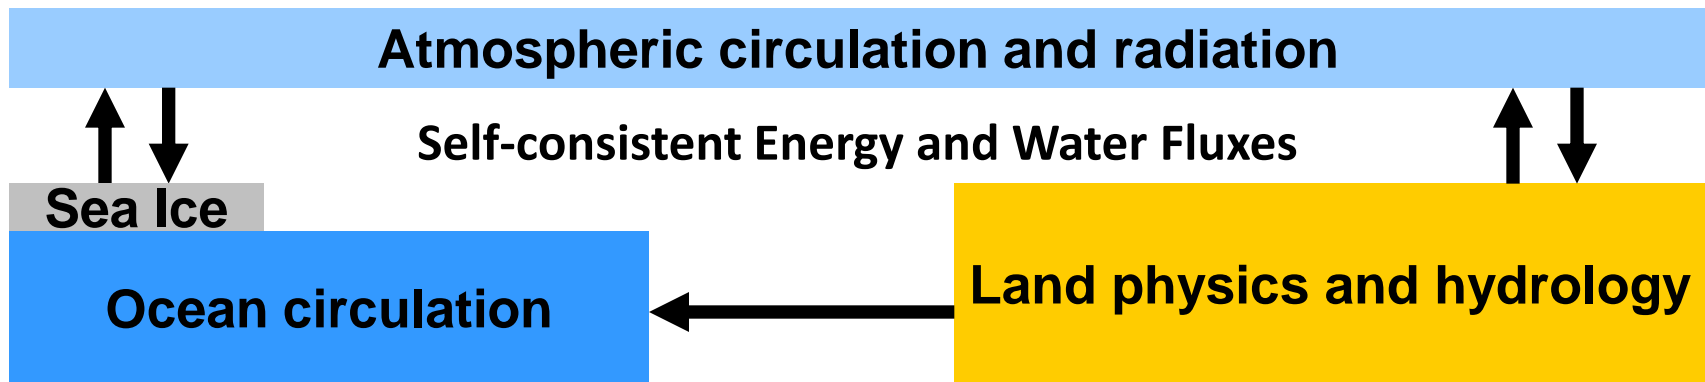 Atmospheric circulation and radiation
Self-consistent Energy and Water Fluxes
Sea Ice
Land physics and hydrology
Ocean circulation